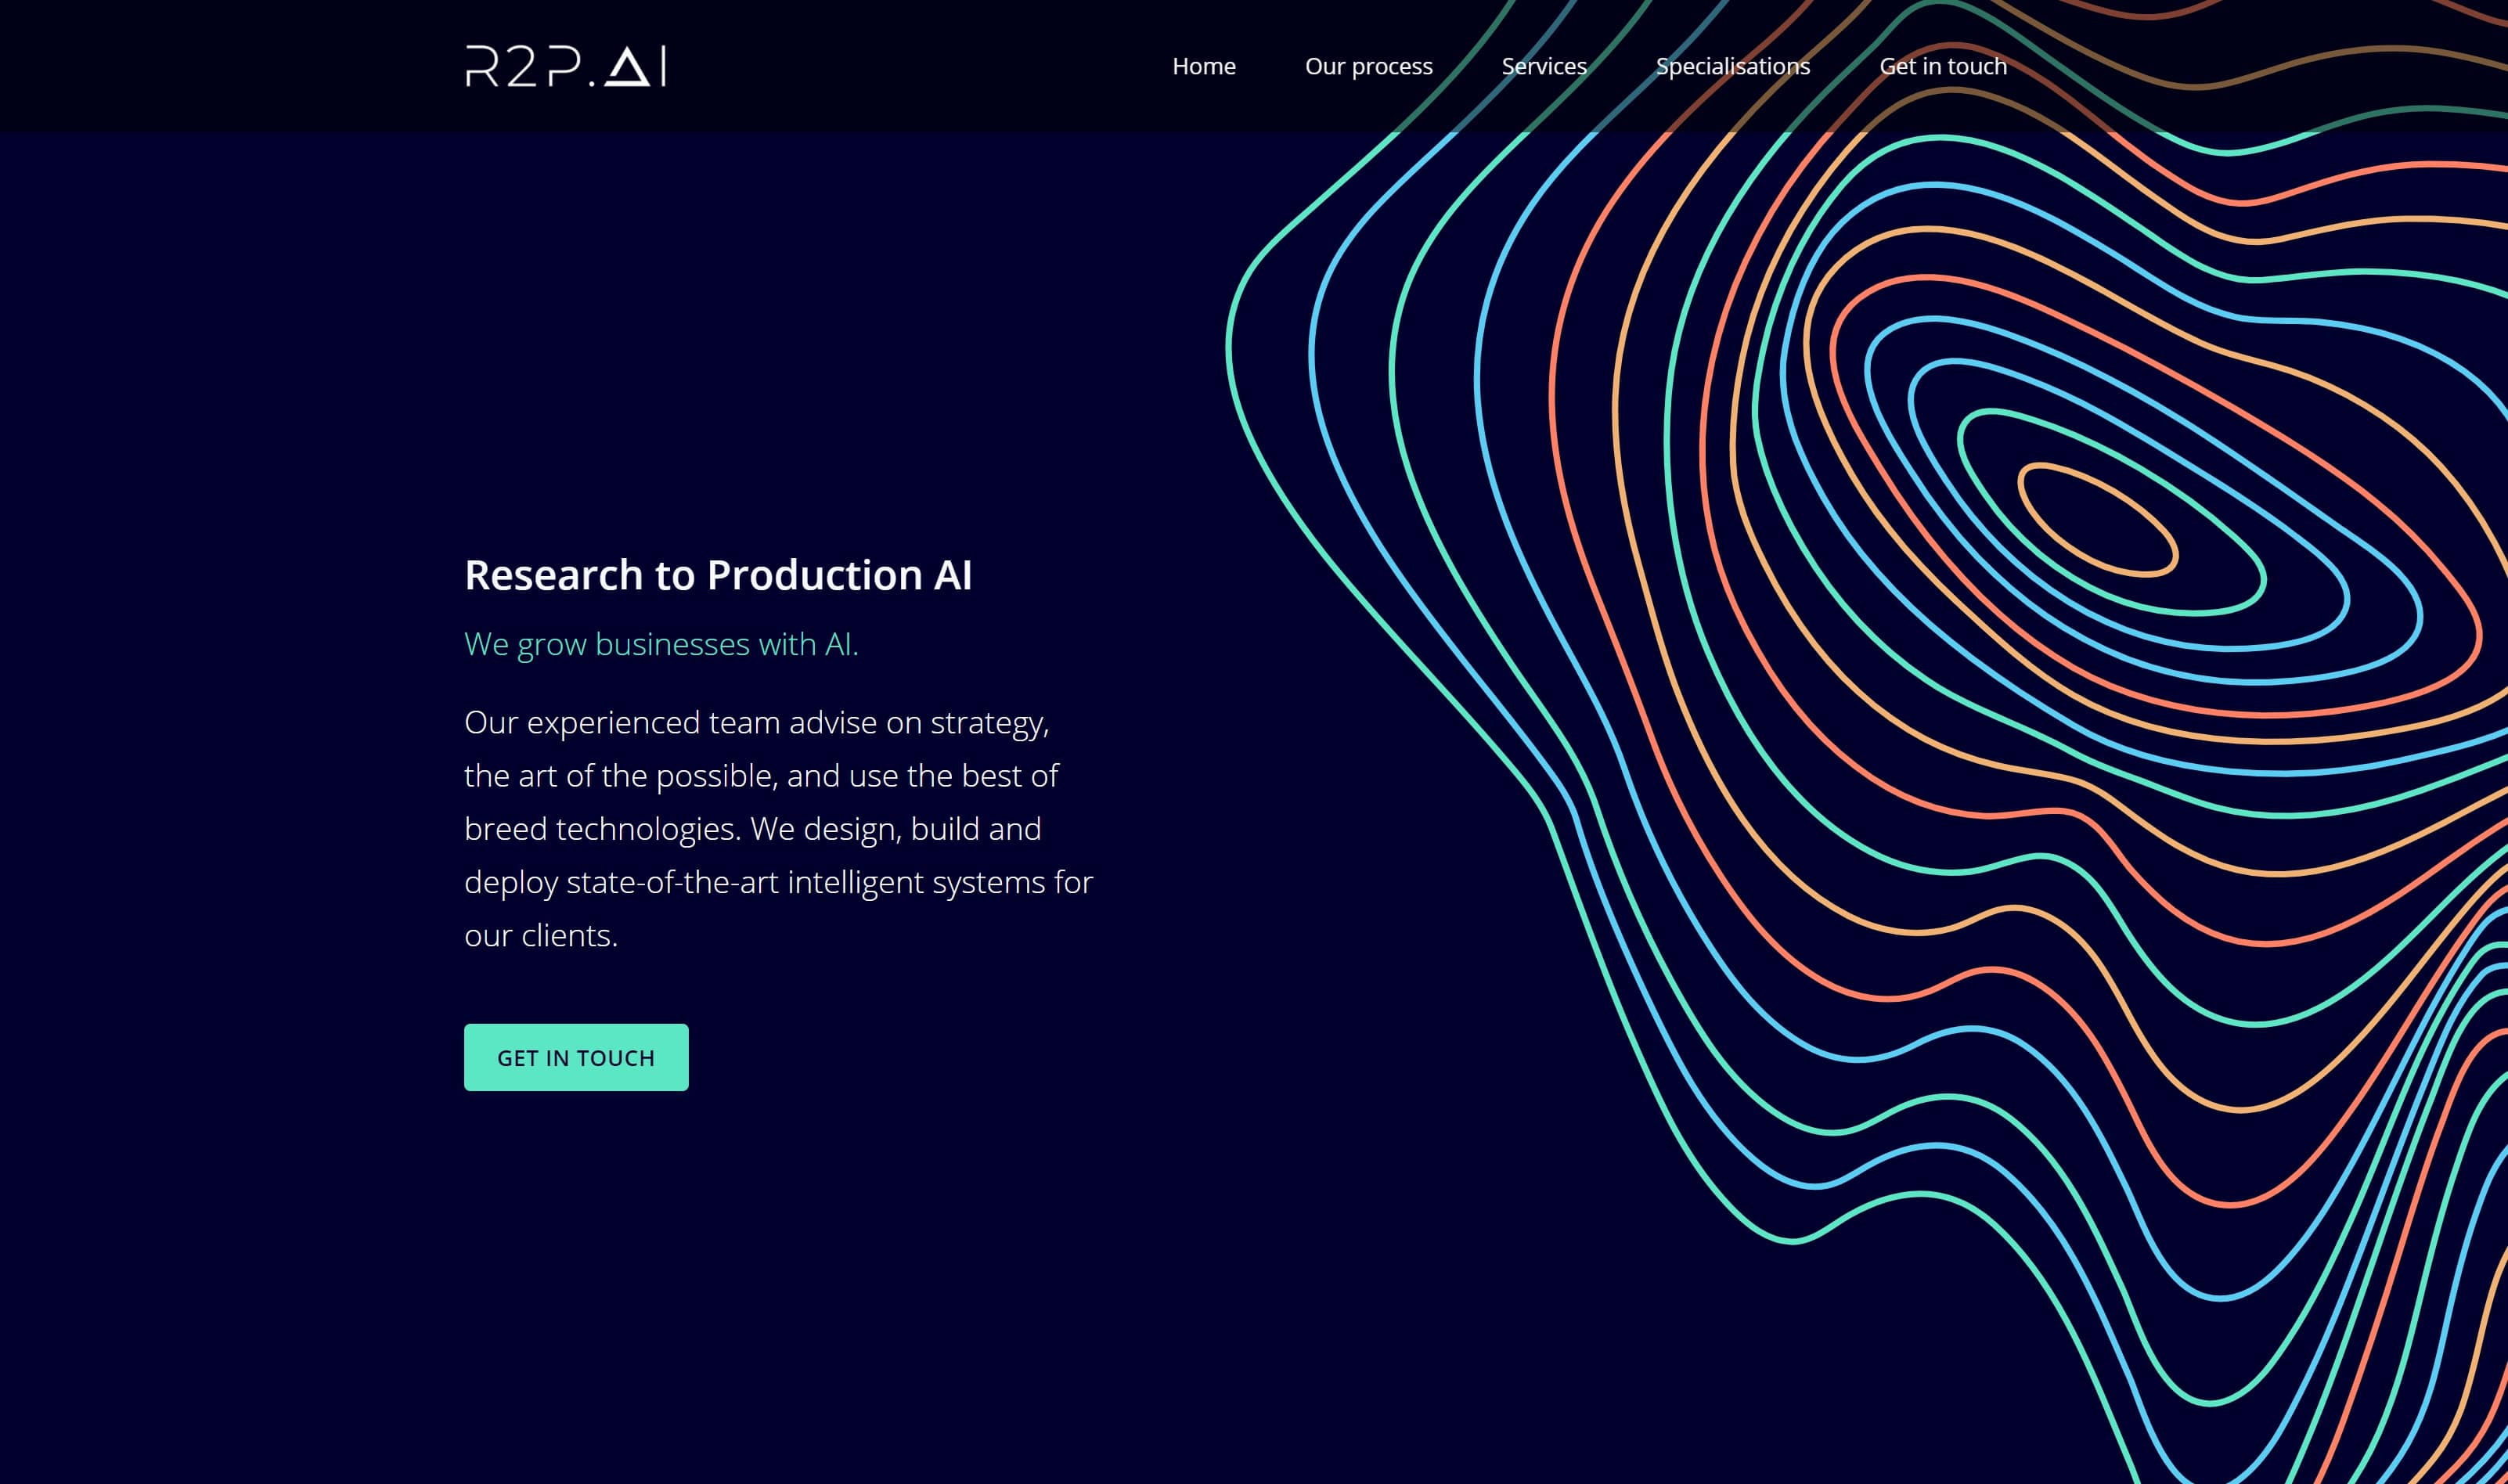 R2P.AI
Home Our process Services Specialisations Get in touch
Research to Production AI
We grow businesses with AI.
Our experienced team advise on strategy,
the art of the possible, and use the best of
breed technologies. We design, build and
deploy state-of-the-art intelligent systems for
our clients.
GET IN TOUCH